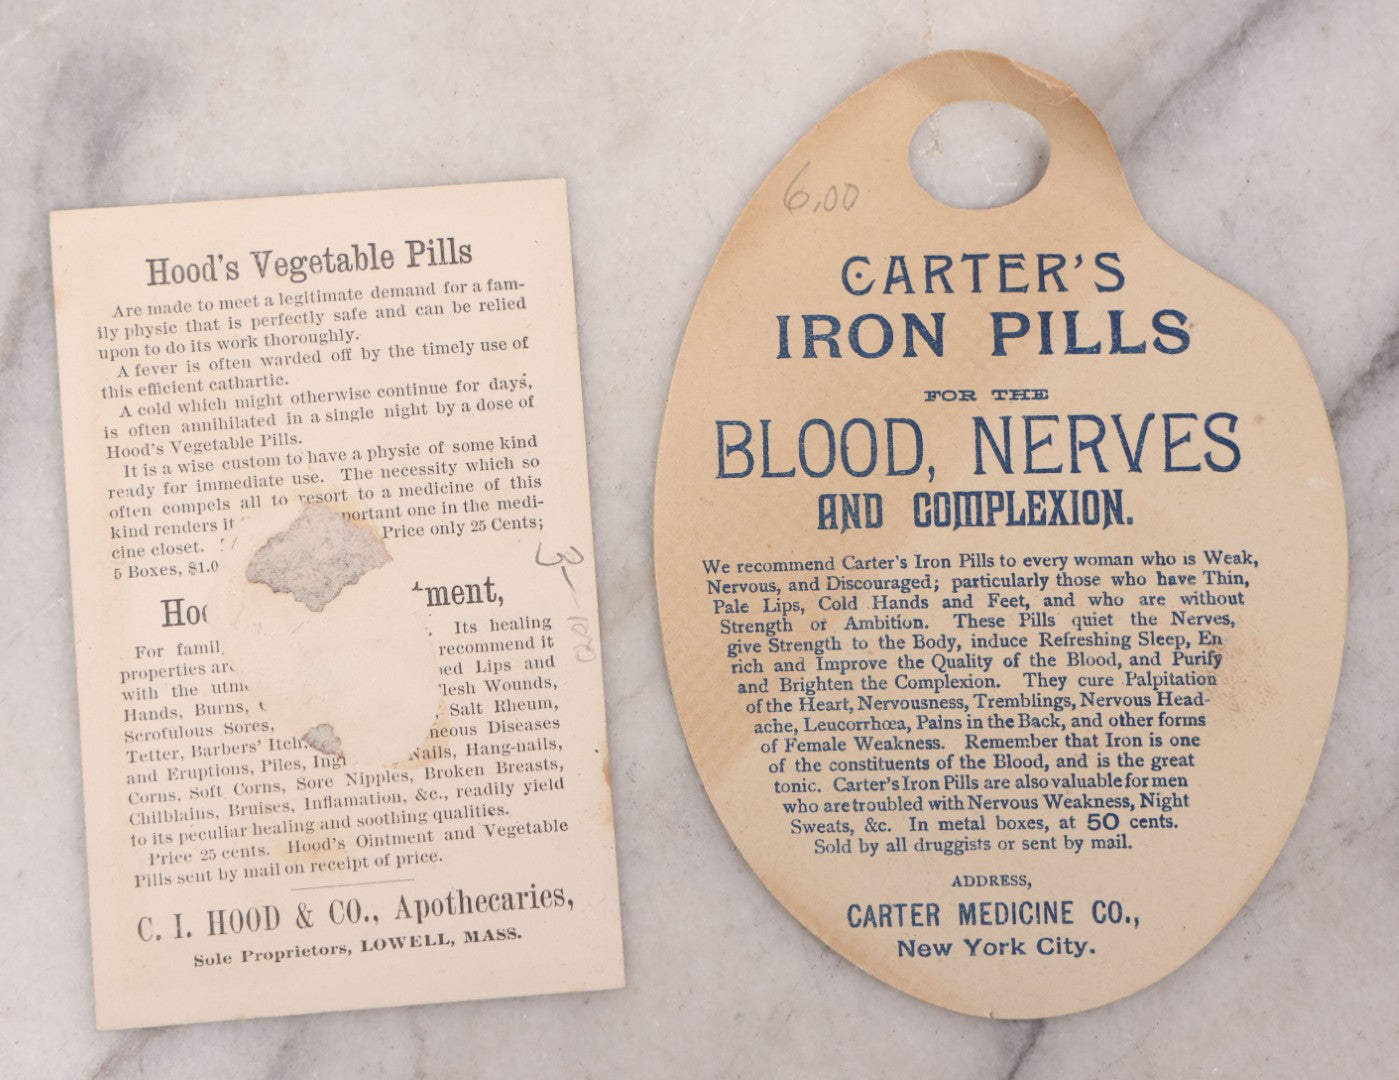 Hood's Vegetable Pills
Are made to meet a legitimate demand for a fam-
ily physic that is perfectly safe and can be relied
upon to do its work thoroughly.
A fever is often warded off by the timely use of
this efficient cathartic.
A cold which might otherwise continue for days,
is often annihilated in a single night by a dose of
Hood's Vegetable Pills.
It is a wise custom to have a physic of some kind
ready for immediate use. The necessity which so
often compels all to resort to a medicine of this
kind renders it portant one in the medi-
cine closet. Price only 25 Cents;
5 Boxes, $1.0
Hoo tment,
For famil Its healing
properties are recommend it
with the utm ped Lips and
Hands, Burns, Flesh Wounds,
Scrofulous Sores, Salt Rheum,
Tetter, Barbers' Itch, neous Diseases
and Eruptions, Piles, Ing Nails, Hang-nails,
Corns, Soft Corns, Sore Nipples, Broken Breasts,
Chilblains, Bruises, Inflamation, &c., readily yield
to its peculiar healing and soothing qualities.
Price 25 cents. Hood's Ointment and Vegetable
Pills sent by mail on receipt of price.
C. I. HOOD & CO., Apothecaries,
Sole Proprietors, LOWELL, MASS.
3-
6.00
CARTER'S
IRON PILLS
FOR THE
BLOOD, NERVES
AND COMPLEXION.
We recommend Carter's Iron Pills to every woman who is Weak,
Nervous, and Discouraged; particularly those who have Thin,
Pale Lips, Cold Hands and Feet, and who are without
Strength or Ambition. These Pills quiet the Nerves,
give Strength to the Body, induce Refreshing Sleep, En
rich and Improve the Quality of the Blood, and Purify
and Brighten the Complexion. They cure Palpitation
of the Heart, Nervousness, Tremblings, Nervous Head-
ache, Leucorrhœa, Pains in the Back, and other forms
of Female Weakness. Remember that Iron is one
of the constituents of the Blood, and is the great
tonic. Carter's Iron Pills are also valuable for men
who are troubled with Nervous Weakness, Night
Sweats, &c. In metal boxes, at 50 cents.
Sold by all druggists or sent by mail.
ADDRESS,
CARTER MEDICINE CO.,
New York City.